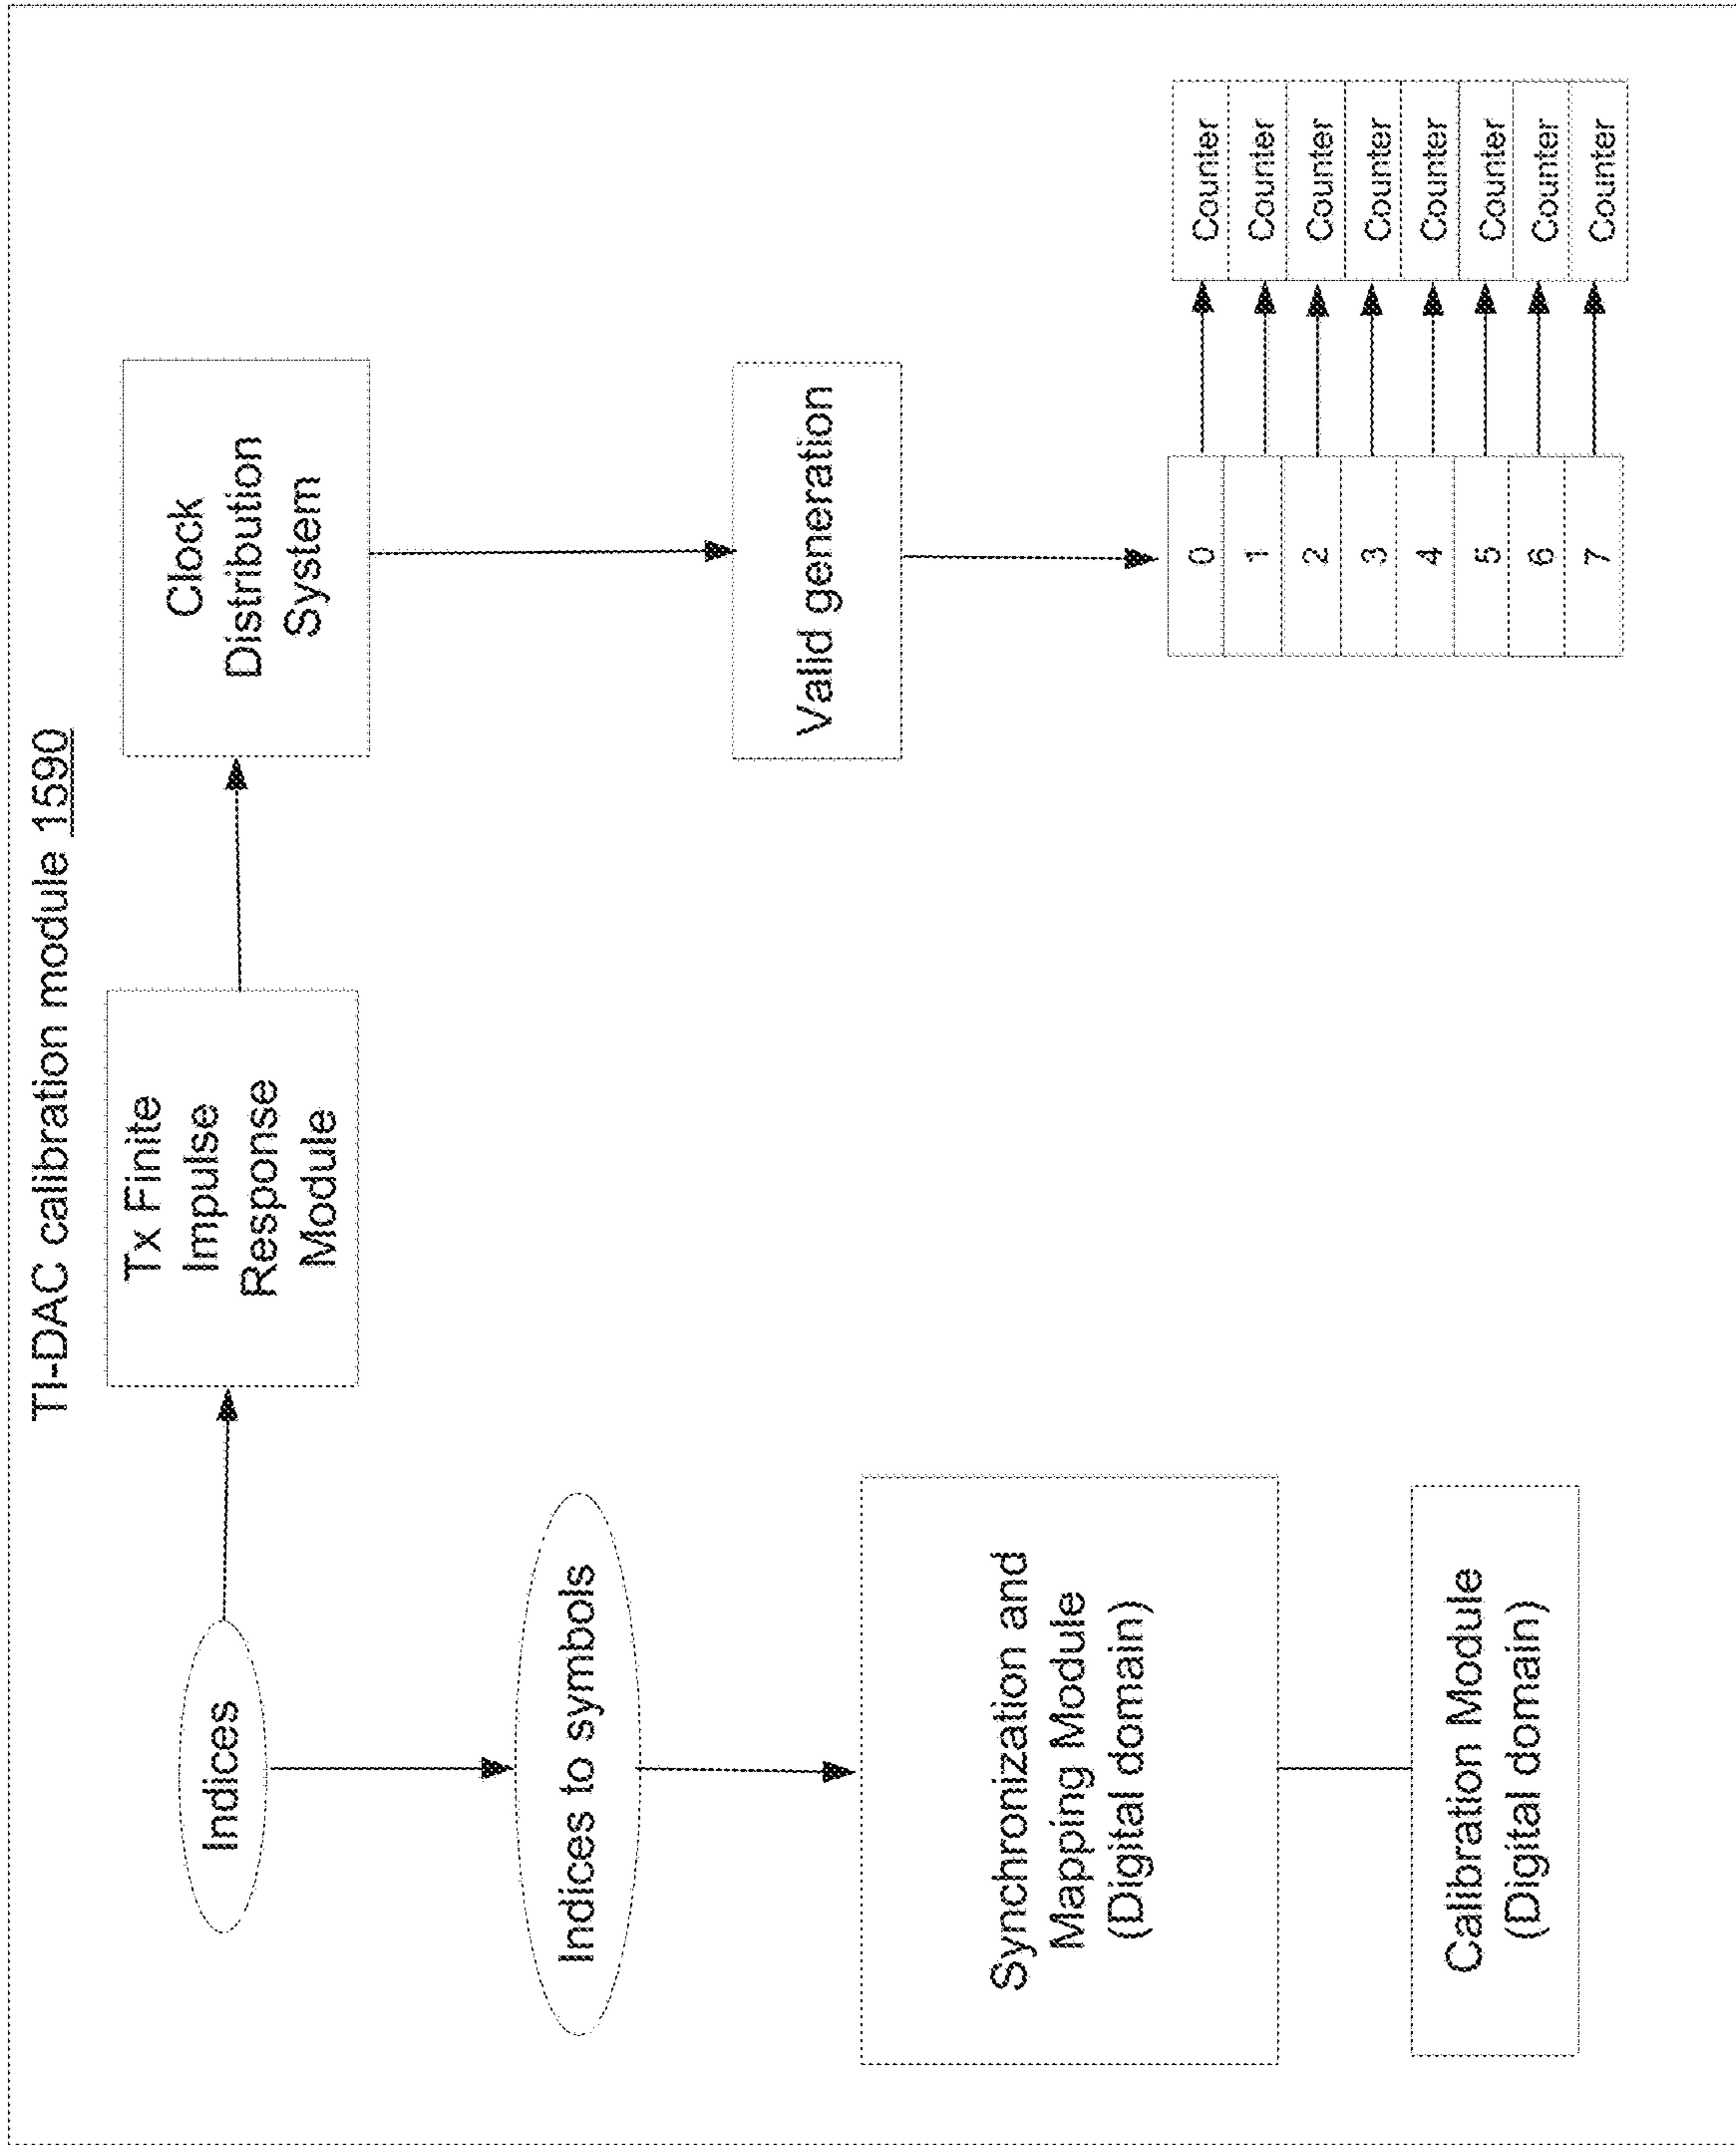 TI-DAC calibration module 1590
Indices
Tx Finite
Impulse
Response
Module
Clock
Distribution
System
Indices to symbols
Valid generation
Synchronization and
Mapping Module
(Digital domain)
Calibration Module
(Digital domain)
0
Counter
1
Counter
2
Counter
3
Counter
4
Counter
5
Counter
6
Counter
7
Counter